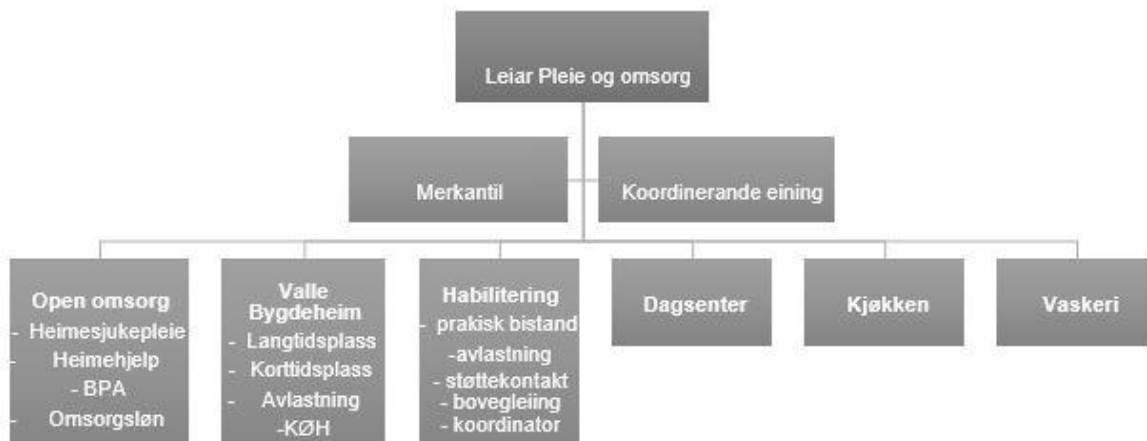 Leiar Pleie og omsorg
Merkantil
Koordinerande eining
Open omsorg
- Heimesjukepleie
- Heimehjelp
- BPA
- Omsorgsløn
Valle
Bygdeheim
- Langtidsplass
- Korttidsplass
- Avlastning
-KØH
Habilitering
- prakisk bistand
-avlastning
- støttekontakt
- bovegleiing
- koordinator
Dagsenter
Kjøkken
Vaskeri